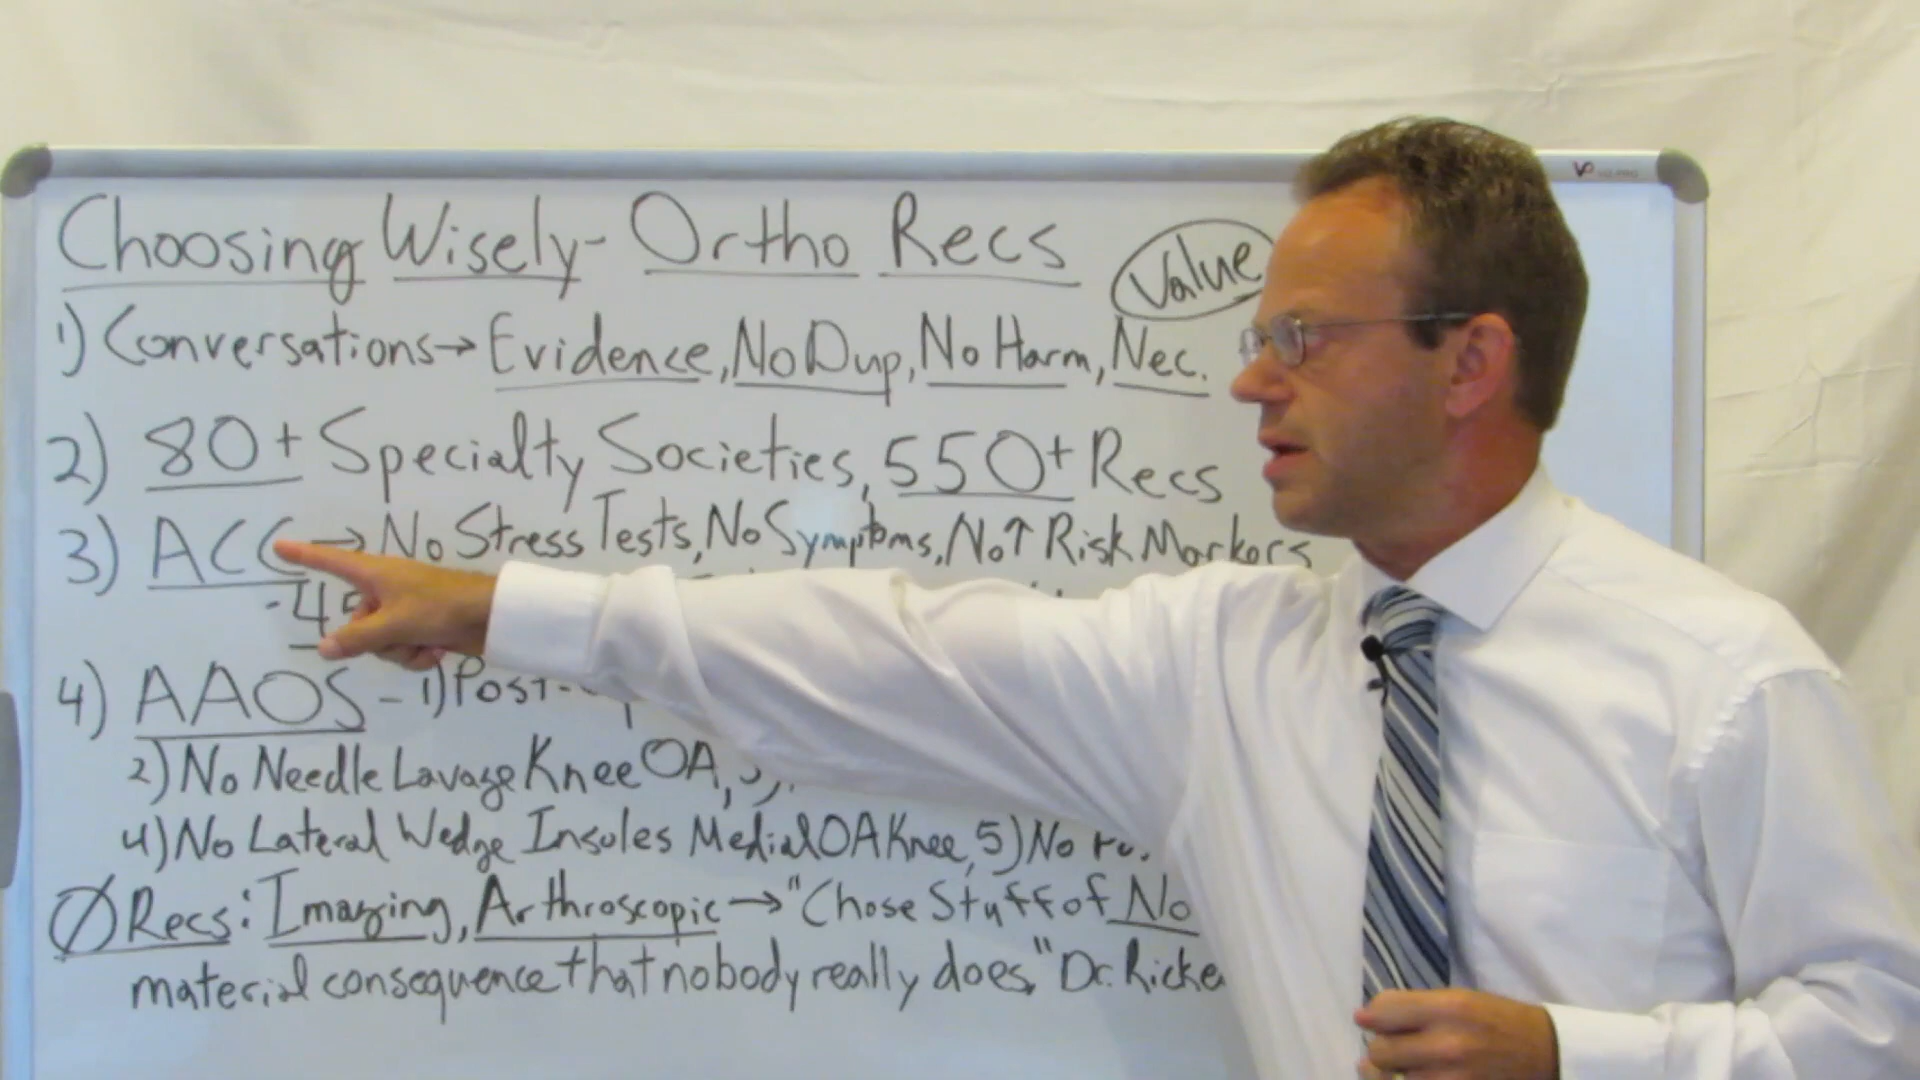 Choosing Wisely - Ortho Recs Value
1) Conversations → Evidence, No Dup, No Harm, Nec.
2) 80+ Specialty Societies, 550+ Recs
3) ACC → No Stress Tests, No Symptoms, No ↑ Risk Markers
4) AAOS - 1) Post-
2) No Needle Lavage Knee OA,
4) No Lateral Wedge Insoles Medial OA Knee, 5) No
Ø Recs: Imaging, Arthroscopic → "Chose Stuff of No
material consequence that nobody really does," Dr. Ricke